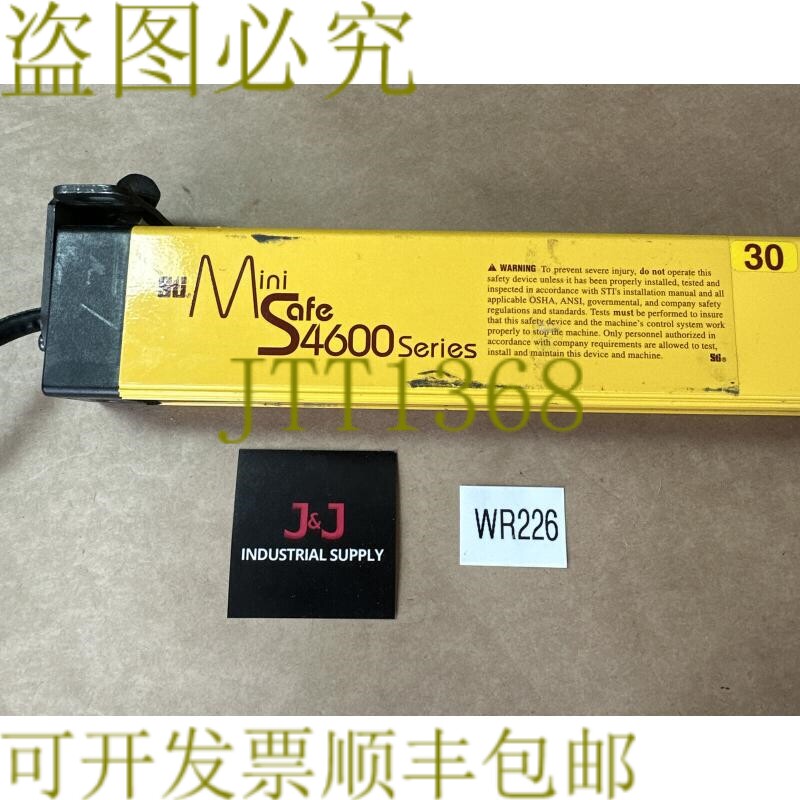 盗图必究
30
STI®
Mini
Safe
S4600 Series
⚠ WARNING To prevent severe injury, do not operate this
safety device unless it has been properly installed, tested and
inspected in accordance with STI's installation manual and all
applicable OSHA, ANSI, governmental, and company safety
regulations and standards. Tests must be performed to insure
that this safety device and the machine's control system work
properly to stop the machine. Only personnel authorized in
accordance with company requirements are allowed to test,
install and maintain this device and machine.
STI®
JTT1368
J&J
INDUSTRIAL SUPPLY
WR226
可开发票顺丰包邮